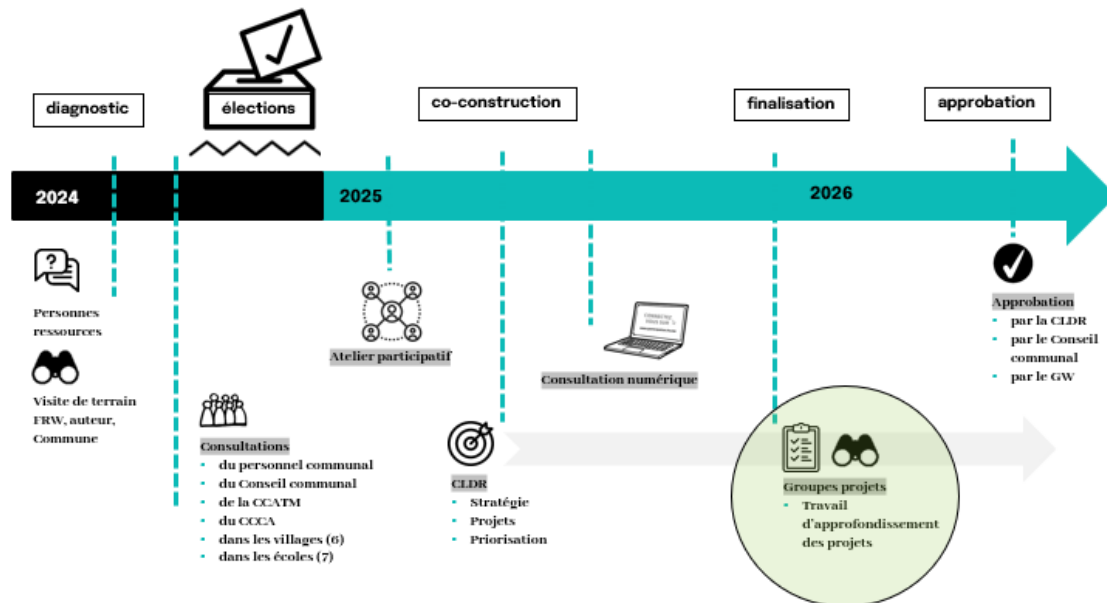 diagnostic
élections
co-construction
finalisation
approbation
2024
2025
2026
?
Personnes
ressources
Visite de terrain
FRW, auteur,
Commune
Consultations
du personnel communal
du Conseil communal
de la CCATM
du CCCA
dans les villages (6)
dans les écoles (7)
Atelier participatif
CLDR
Stratégie
Projets
Priorisation
Consultation numérique
Groupes projets
Travail
d'approfondissement
des projets
Approbation
par la CLDR
par le Conseil
communal
par le GW